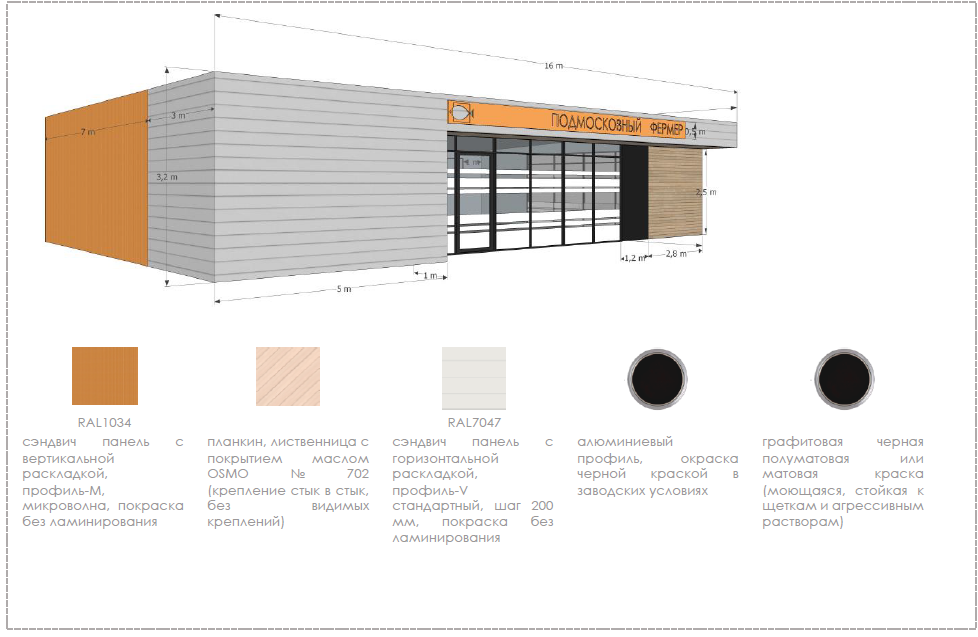 16 m
3 m
7 m
3,2 m
ПОДМОСКОВНЫЙ ФЕРМЕР
0,5 m
2,5 m
1,2 m
2,8 m
1 m
5 m
RAL1034
сэндвич панель с
вертикальной
раскладкой,
профиль-М,
микроволна, покраска
без ламинирования
планкин, лиственница с
покрытием маслом
OSMO № 702
(крепление стык в стык,
без видимых
креплений)
RAL7047
сэндвич панель с
горизонтальной
раскладкой,
профиль-V
стандартный, шаг 200
мм, покраска без
ламинирования
алюминиевый
профиль, окраска
черной краской в
заводских условиях
графитовая черная
полуматовая или
матовая краска
(моющаяся, стойкая к
щеткам и агрессивным
растворам)